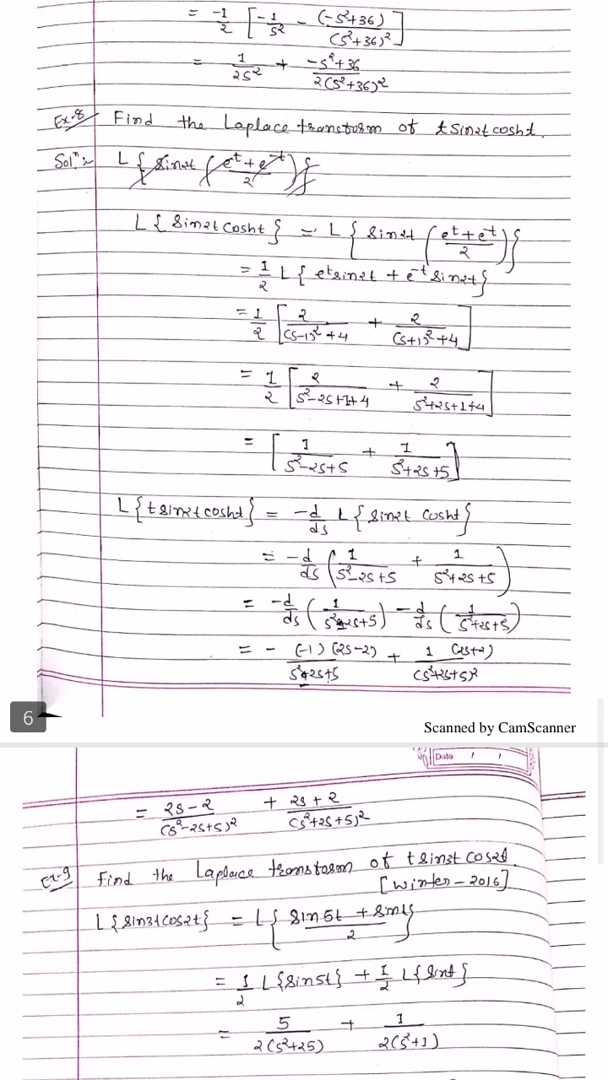 = -1/2 [ -1/s² - (-s²+36)/(s²+36)² ]
= 1/2s² + -s²+36/2(s²+36)²
Ex-8 Find the Laplace transform of t sin2t cosht.
Solⁿ:~ L{ sin2t ( e^t + e^-t / 2 ) }
L{ sin2t cosht } = L{ sin2t ( e^t + e^-t / 2 ) }
= 1/2 L{ e^t sin2t + e^-t sin2t }
= 1/2 [ 2/(s-1)²+4 + 2/(s+1)²+4 ]
= 1/2 [ 2/s²-2s+1+4 + 2/s²+2s+1+4 ]
= [ 1/s²-2s+5 + 1/s²+2s+5 ]
L{ t sin2t cosht } = -d/ds L{ sin2t cosht }
= -d/ds ( 1/s²-2s+5 + 1/s²+2s+5 )
= -d/ds ( 1/s²-2s+5 ) - d/ds ( 1/s²+2s+5 )
= - (-1) (2s-2)/s²-2s+5 + 1 (2s+2)/(s²+2s+5)²
6
Scanned by CamScanner
Date / /
= 2s-2/(s²-2s+5)² + 2s+2/(s²+2s+5)²
Ex-9 Find the Laplace transform of t sin3t cos2t.
[Winter-2016]
L{ sin3t cos2t } = L{ sin5t + sint / 2 }
= 1/2 L{sin5t} + 1/2 L{sint}
= 5/2(s²+25) + 1/2(s²+1)